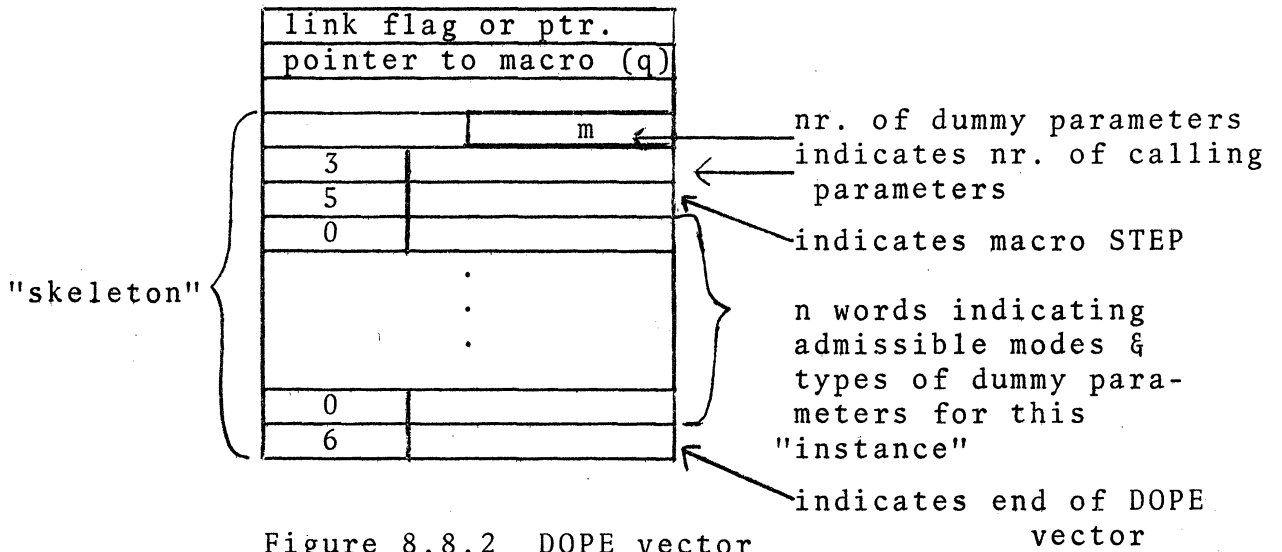 link flag or ptr.
pointer to macro (q)
m
nr. of dummy parameters
3
indicates nr. of calling
parameters
5
0
indicates macro STEP
"skeleton"
.
.
.
n words indicating
admissible modes &
types of dummy para-
meters for this
"instance"
0
6
indicates end of DOPE
vector
Figure 8.8.2 DOPE vector